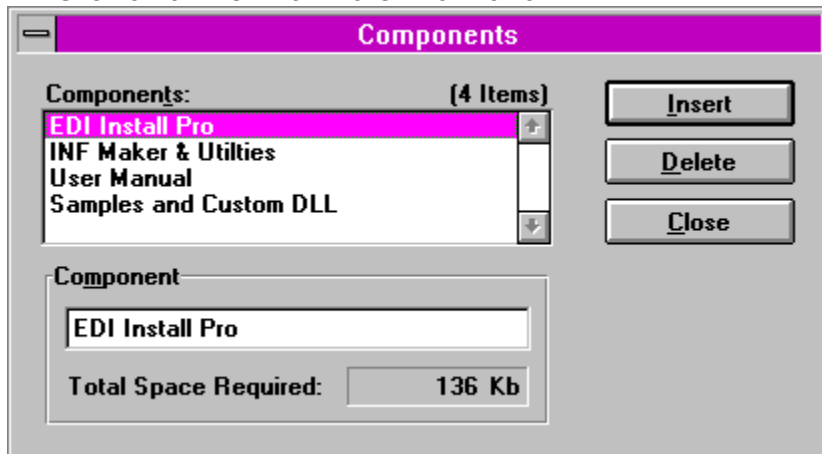 Components
Components: (4 Items)
EDI Install Pro
INF Maker & Utilties
User Manual
Samples and Custom DLL
Insert
Delete
Close
Component
EDI Install Pro
Total Space Required: 136 Kb